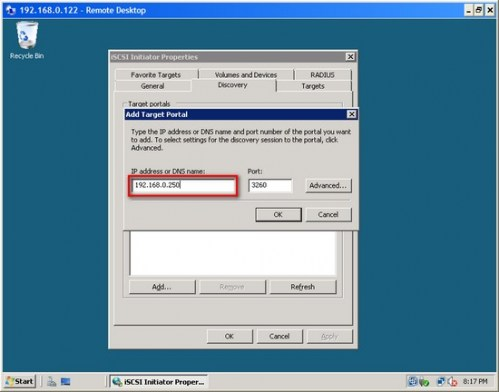 192.168.0.122 - Remote Desktop
Recycle Bin
iSCSI Initiator Properties
Favorite Targets
Volumes and Devices
RADIUS
General
Discovery
Targets
Target portals
Add Target Portal
Type the IP address or DNS name and port number of the portal you want
to add. To select settings for the discovery session to the portal, click
Advanced.
IP address or DNS name:
Port:
192.168.0.250
3260
Advanced...
OK
Cancel
Add...
Remove
Refresh
OK
Cancel
Apply
Start
iSCSI Initiator Proper...
8:17 PM